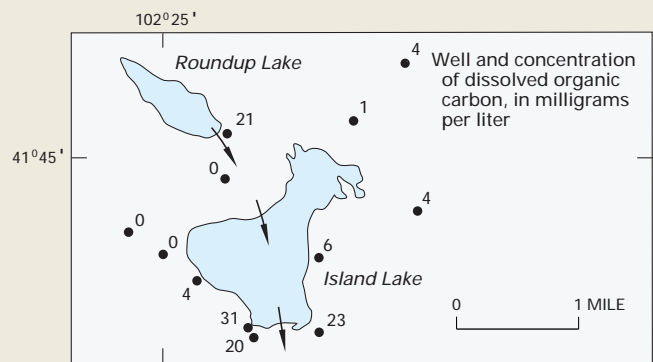 102°25'
Roundup Lake
4
Well and concentration
of dissolved organic
carbon, in milligrams
per liter
1
21
41°45'
0
4
0
0
6
Island Lake
4
0
1 MILE
31
23
20